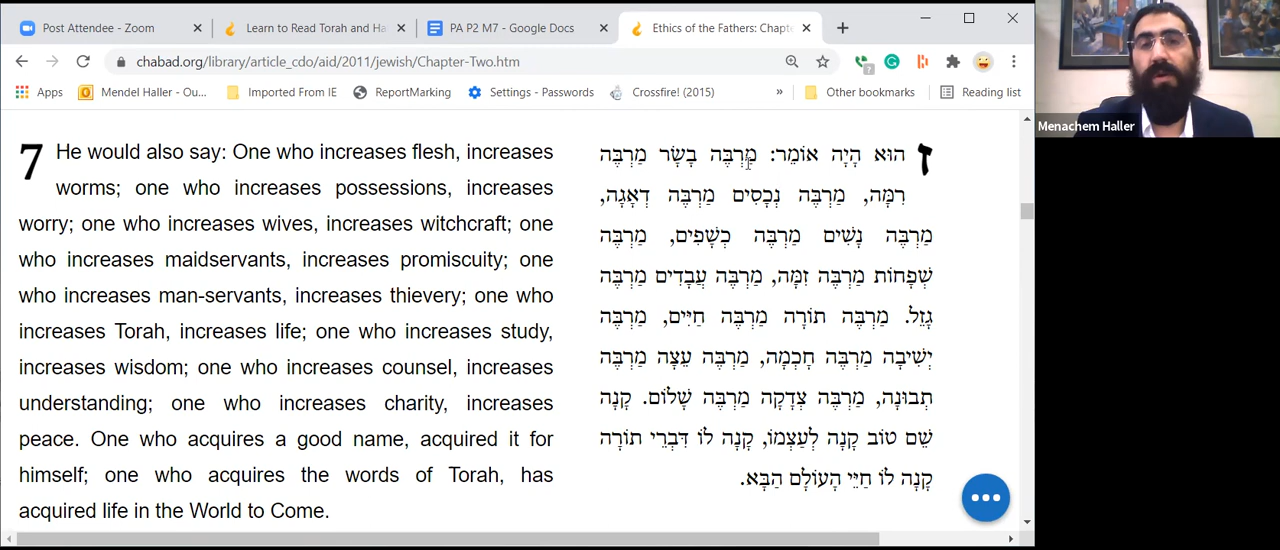 Post Attendee - Zoom
Learn to Read Torah and Ha
PA P2 M7 - Google Docs
Ethics of the Fathers: Chapt
chabad.org/library/article_cdo/aid/2011/jewish/Chapter-Two.htm
Apps
Mendel Haller - Ou...
Imported From IE
ReportMarking
Settings - Passwords
Crossfire! (2015)
»
Other bookmarks
Reading list
Menachem Haller
7 He would also say: One who increases flesh, increases
worms; one who increases possessions, increases
worry; one who increases wives, increases witchcraft; one
who increases maidservants, increases promiscuity; one
who increases man-servants, increases thievery; one who
increases Torah, increases life; one who increases study,
increases wisdom; one who increases counsel, increases
understanding; one who increases charity, increases
peace. One who acquires a good name, acquired it for
himself; one who acquires the words of Torah, has
acquired life in the World to Come.
ז הוּא הָיָה אוֹמֵר: מַרְבֶּה בָשָׂר מַרְבֶּה
רִמָּה, מַרְבֶּה נְכָסִים מַרְבֶּה דְאָגָה,
מַרְבֶּה נָשִׁים מַרְבֶּה כְשָׁפִים, מַרְבֶּה
שְׁפָחוֹת מַרְבֶּה זִמָּה, מַרְבֶּה עֲבָדִים מַרְבֶּה
גָזֵל. מַרְבֶּה תוֹרָה מַרְבֶּה חַיִּים, מַרְבֶּה
יְשִׁיבָה מַרְבֶּה חָכְמָה, מַרְבֶּה עֵצָה מַרְבֶּה
תְבוּנָה, מַרְבֶּה צְדָקָה מַרְבֶּה שָׁלוֹם. קָנָה
שֵׁם טוֹב קָנָה לְעַצְמוֹ, קָנָה לוֹ דִּבְרֵי תוֹרָה
קָנָה לוֹ חַיֵּי הָעוֹלָם הַבָּא.